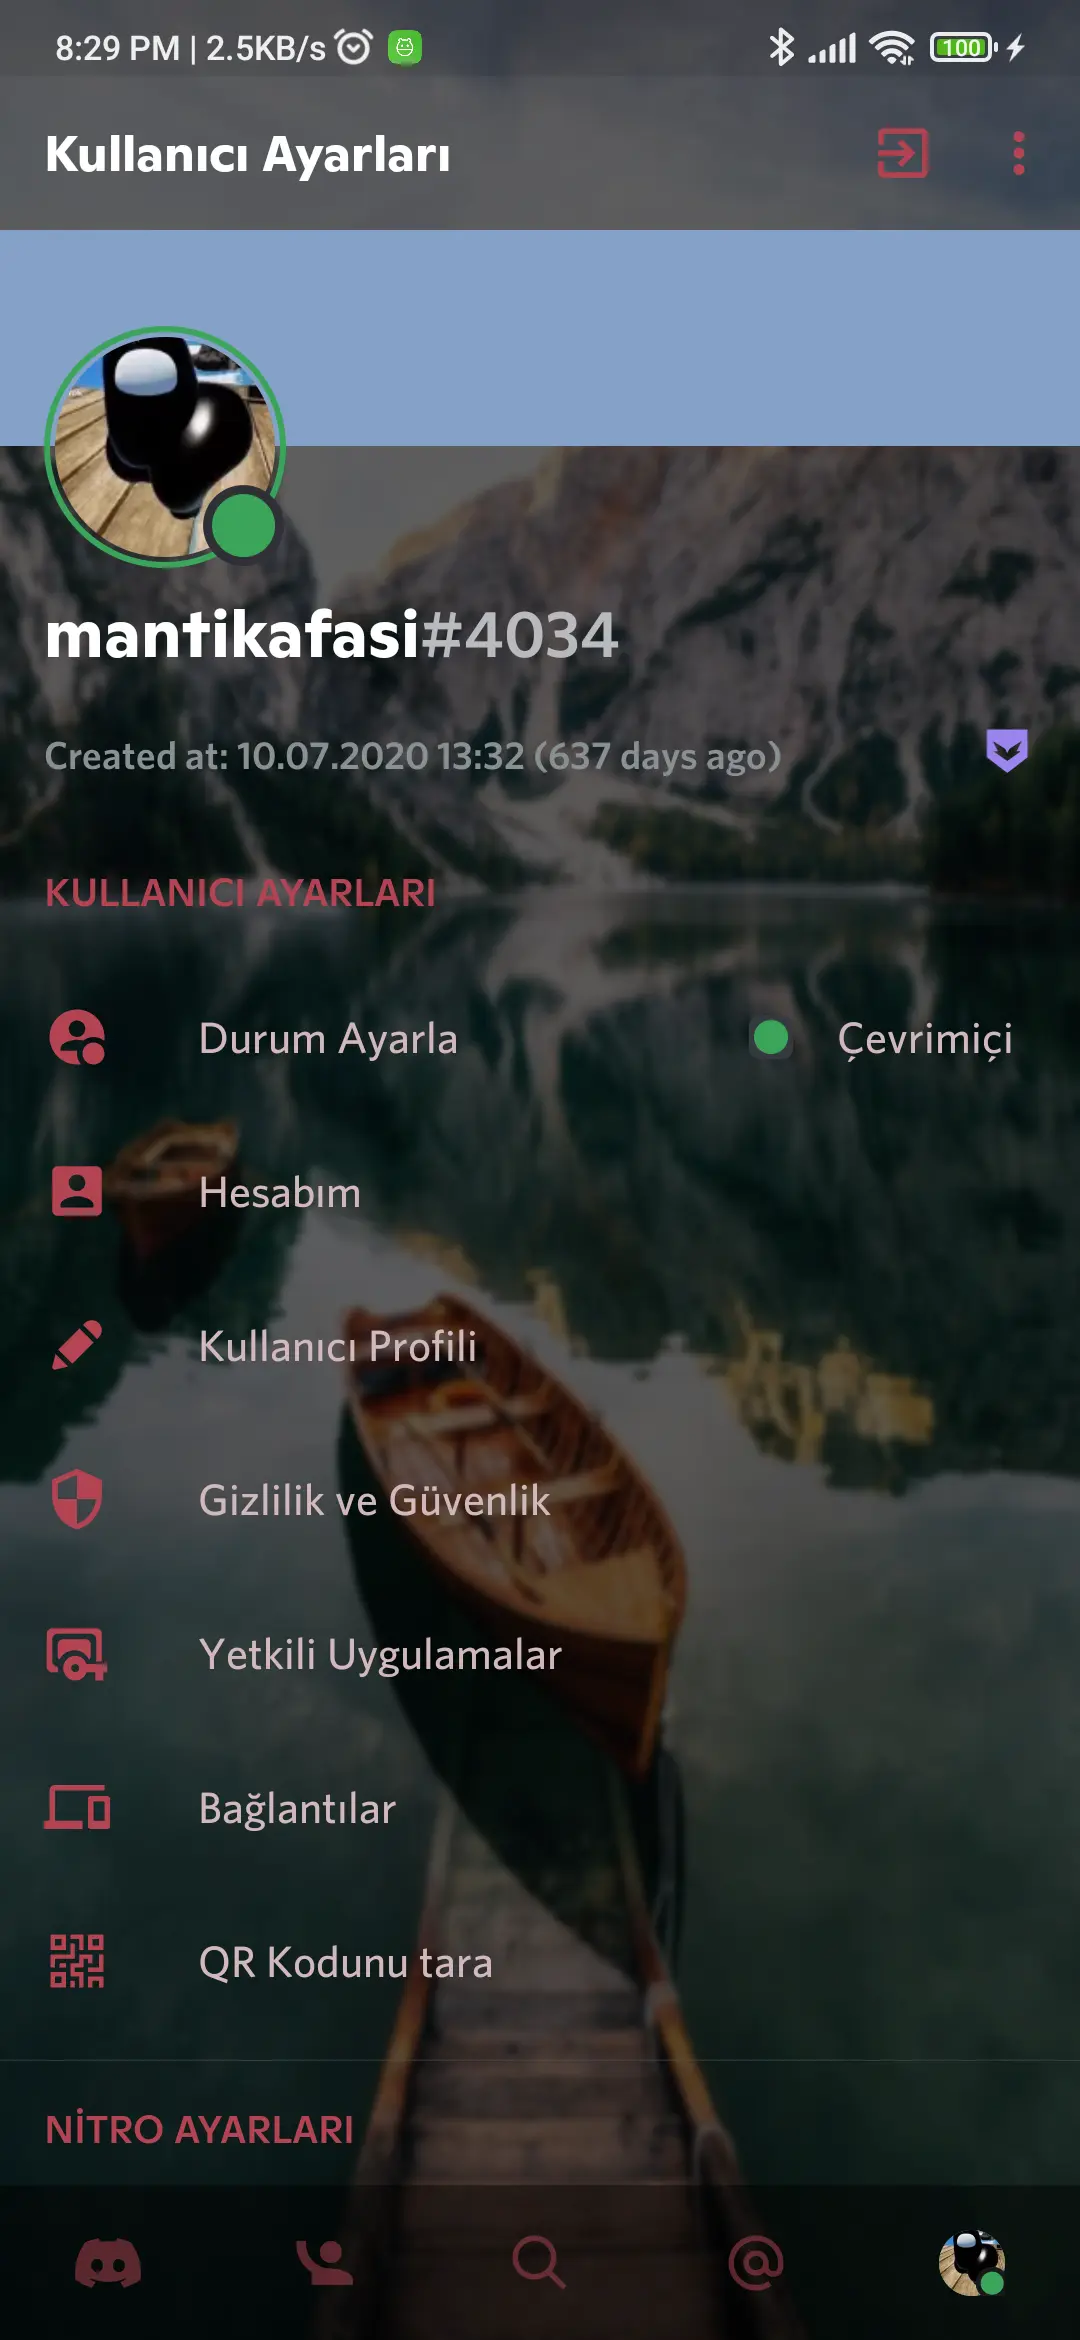 8:29 PM | 2.5KB/s
100
Kullanıcı Ayarları
mantikafasi#4034
Created at: 10.07.2020 13:32 (637 days ago)
KULLANICI AYARLARI
Durum Ayarla
Çevrimiçi
Hesabım
Kullanıcı Profili
Gizlilik ve Güvenlik
Yetkili Uygulamalar
Bağlantılar
QR Kodunu tara
NİTRO AYARLARI